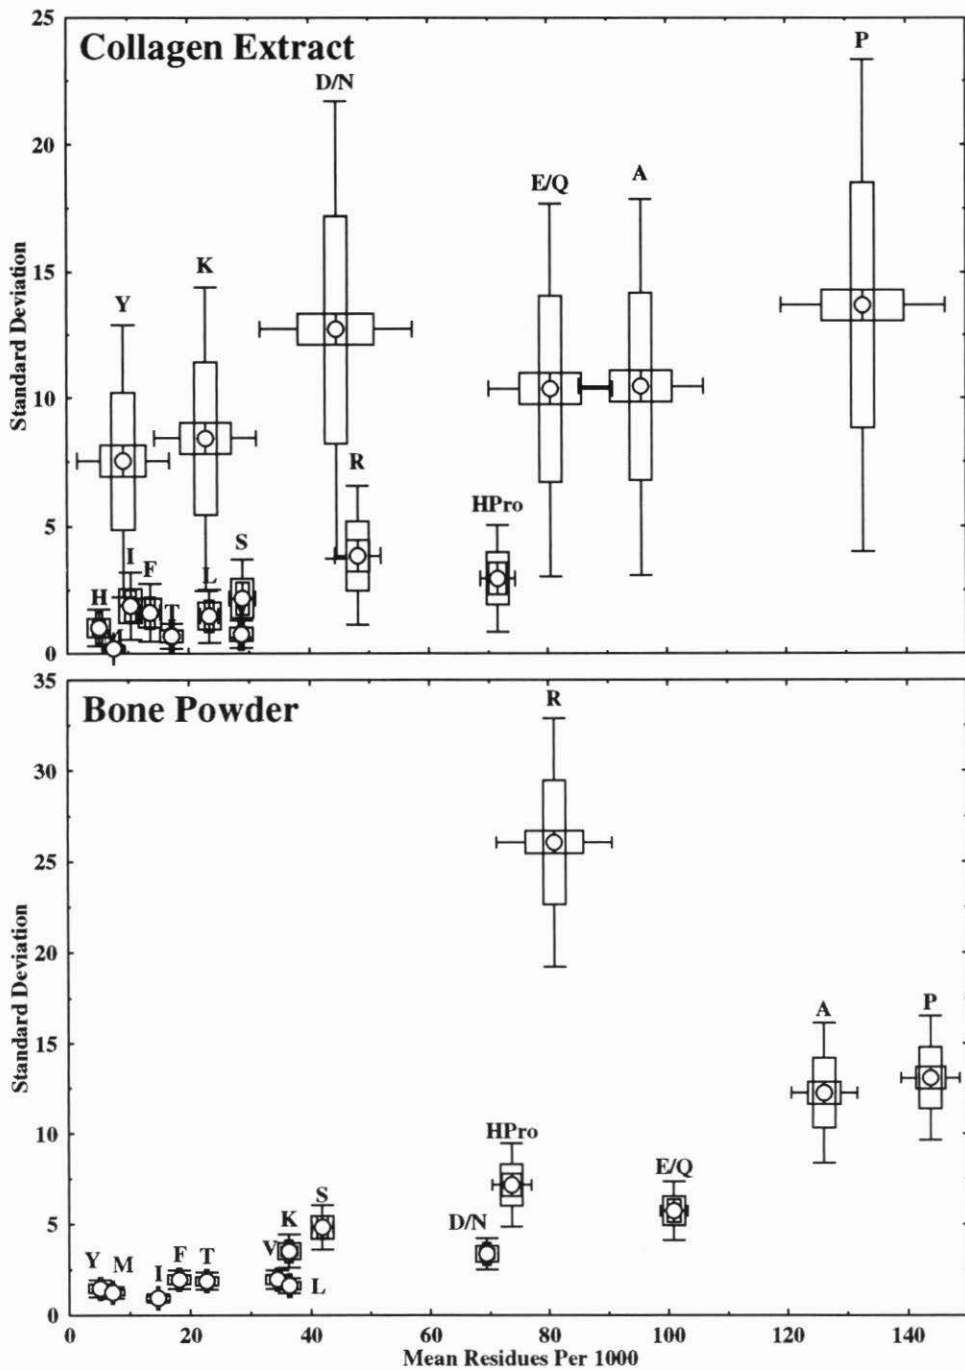 25
Collagen Extract
P
D/N
20
E/Q
A
15
K
Y
Standard Deviation
10
R
HPro
5
S
I
F
L
H
T
0
35
Bone Powder
R
30
25
20
Standard Deviation
A
P
15
10
HPro
E/Q
S
D/N
5
K
V
Y
M
F
T
I
L
0
0
20
40
60
80
100
120
140
Mean Residues Per 1000